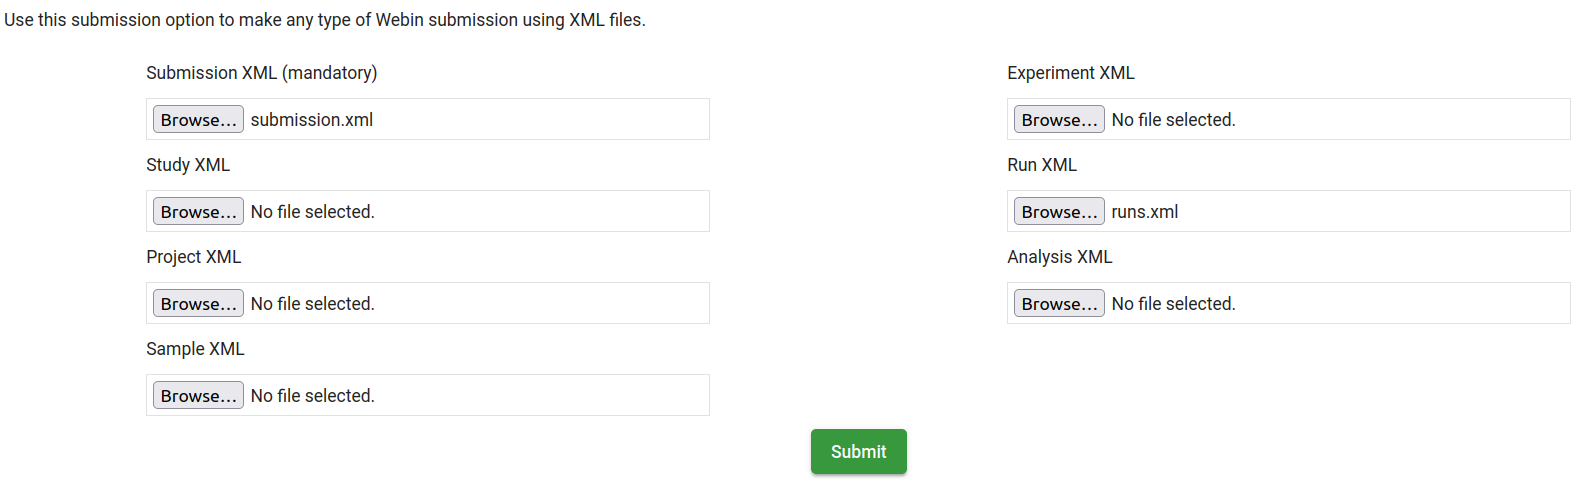 Use this submission option to make any type of Webin submission using XML files.
Submission XML (mandatory)
Browse... submission.xml
Study XML
Browse... No file selected.
Project XML
Browse... No file selected.
Sample XML
Browse... No file selected.
Experiment XML
Browse... No file selected.
Run XML
Browse... runs.xml
Analysis XML
Browse... No file selected.
Submit